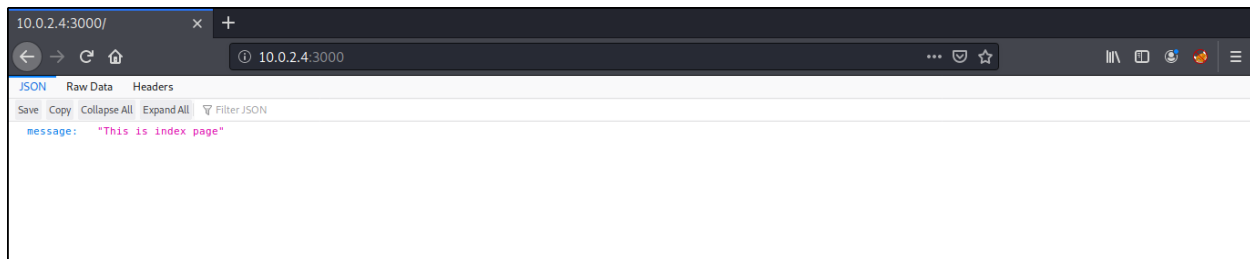 10.0.2.4:3000/
10.0.2.4:3000
JSON Raw Data Headers
Save Copy Collapse All Expand All Filter JSON
message: "This is index page"